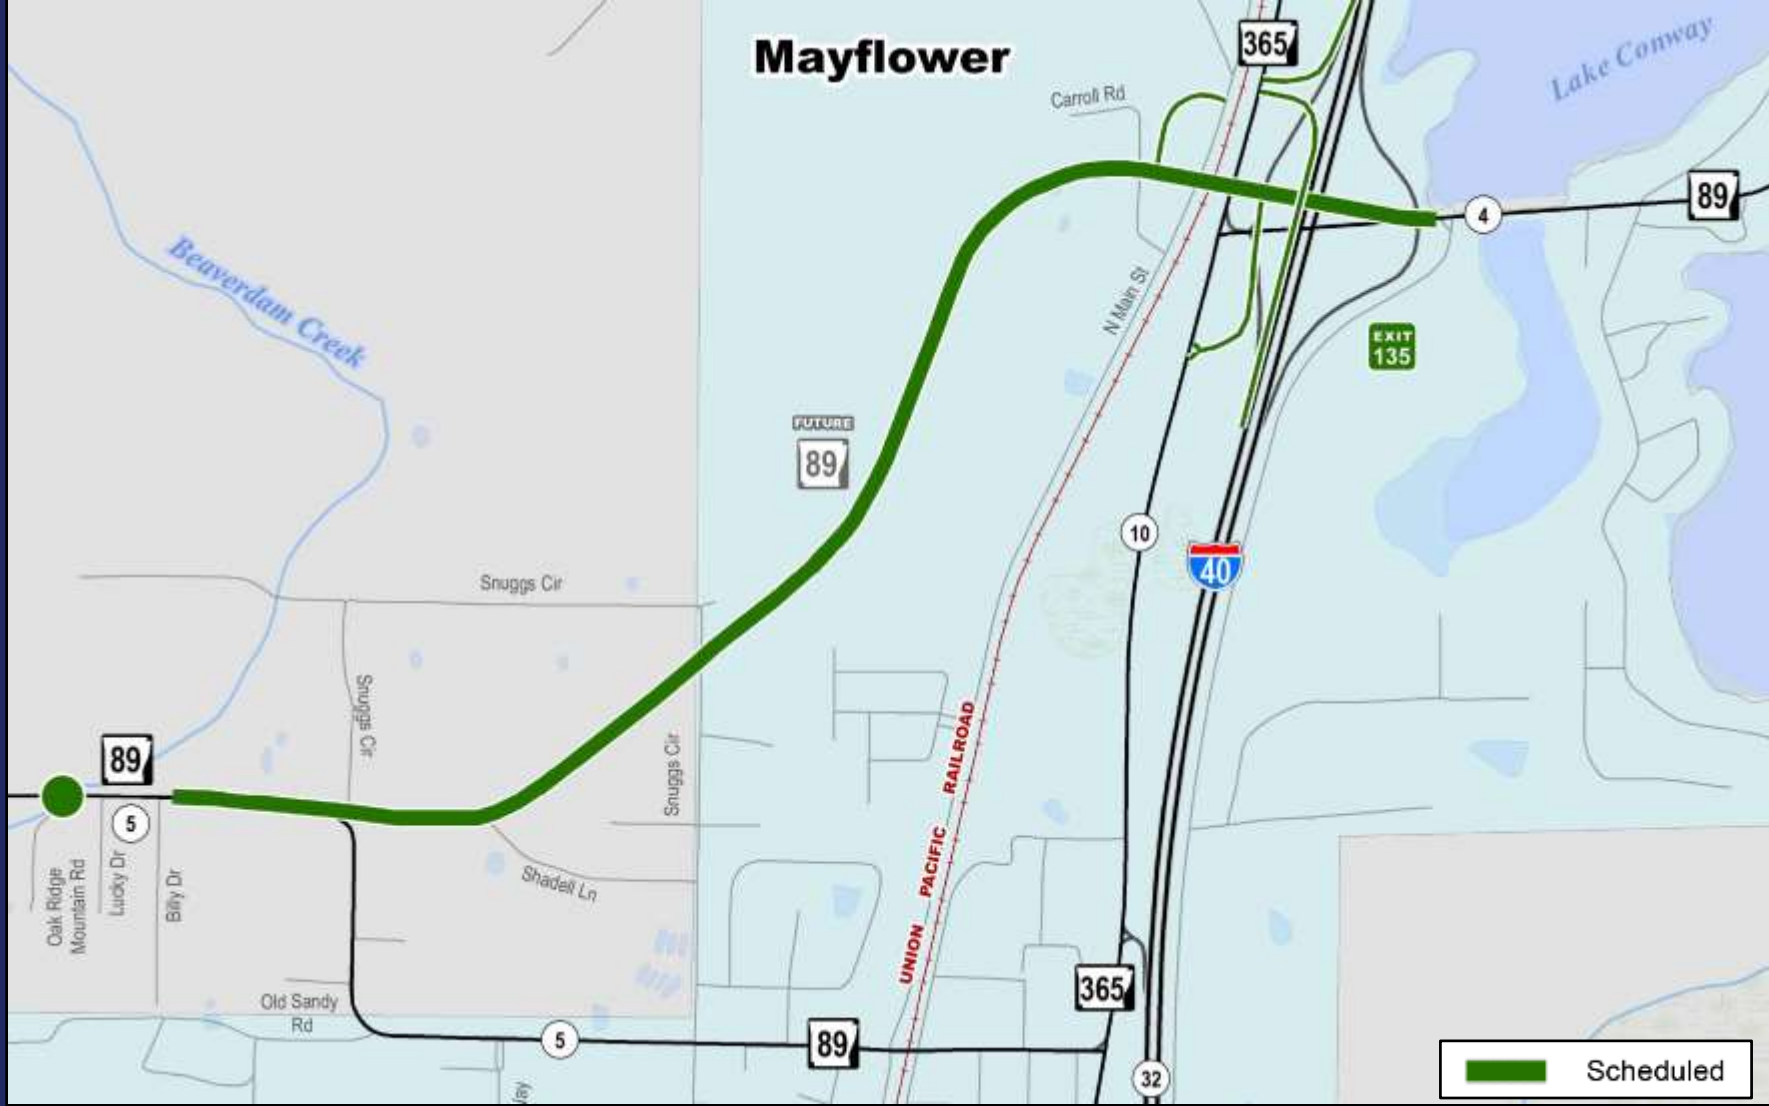 Mayflower
365
Lake Conway
Carroll Rd
89
4
Beaverdam Creek
N Main St
EXIT
135
FUTURE
89
10
40
Snuggs Cir
Snuggs Cir
Snuggs Cir
UNION PACIFIC RAILROAD
89
5
Oak Ridge
Mountain Rd
Lucky Dr
Billy Dr
Shadell Ln
Old Sandy
Rd
365
5
89
32
Scheduled